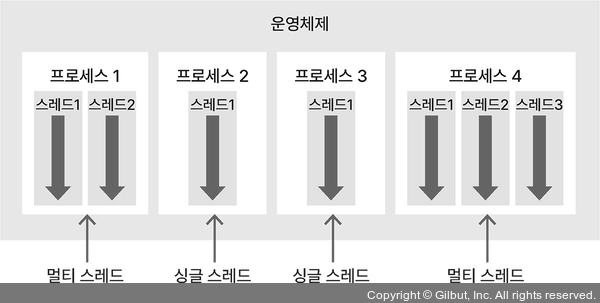 운영체제
프로세스 1 프로세스 2 프로세스 3 프로세스 4
스레드1 스레드2 스레드1 스레드1 스레드1 스레드2 스레드3
멀티 스레드 싱글 스레드 싱글 스레드 멀티 스레드
Copyright © Gilbut, Inc. All rights reserved.